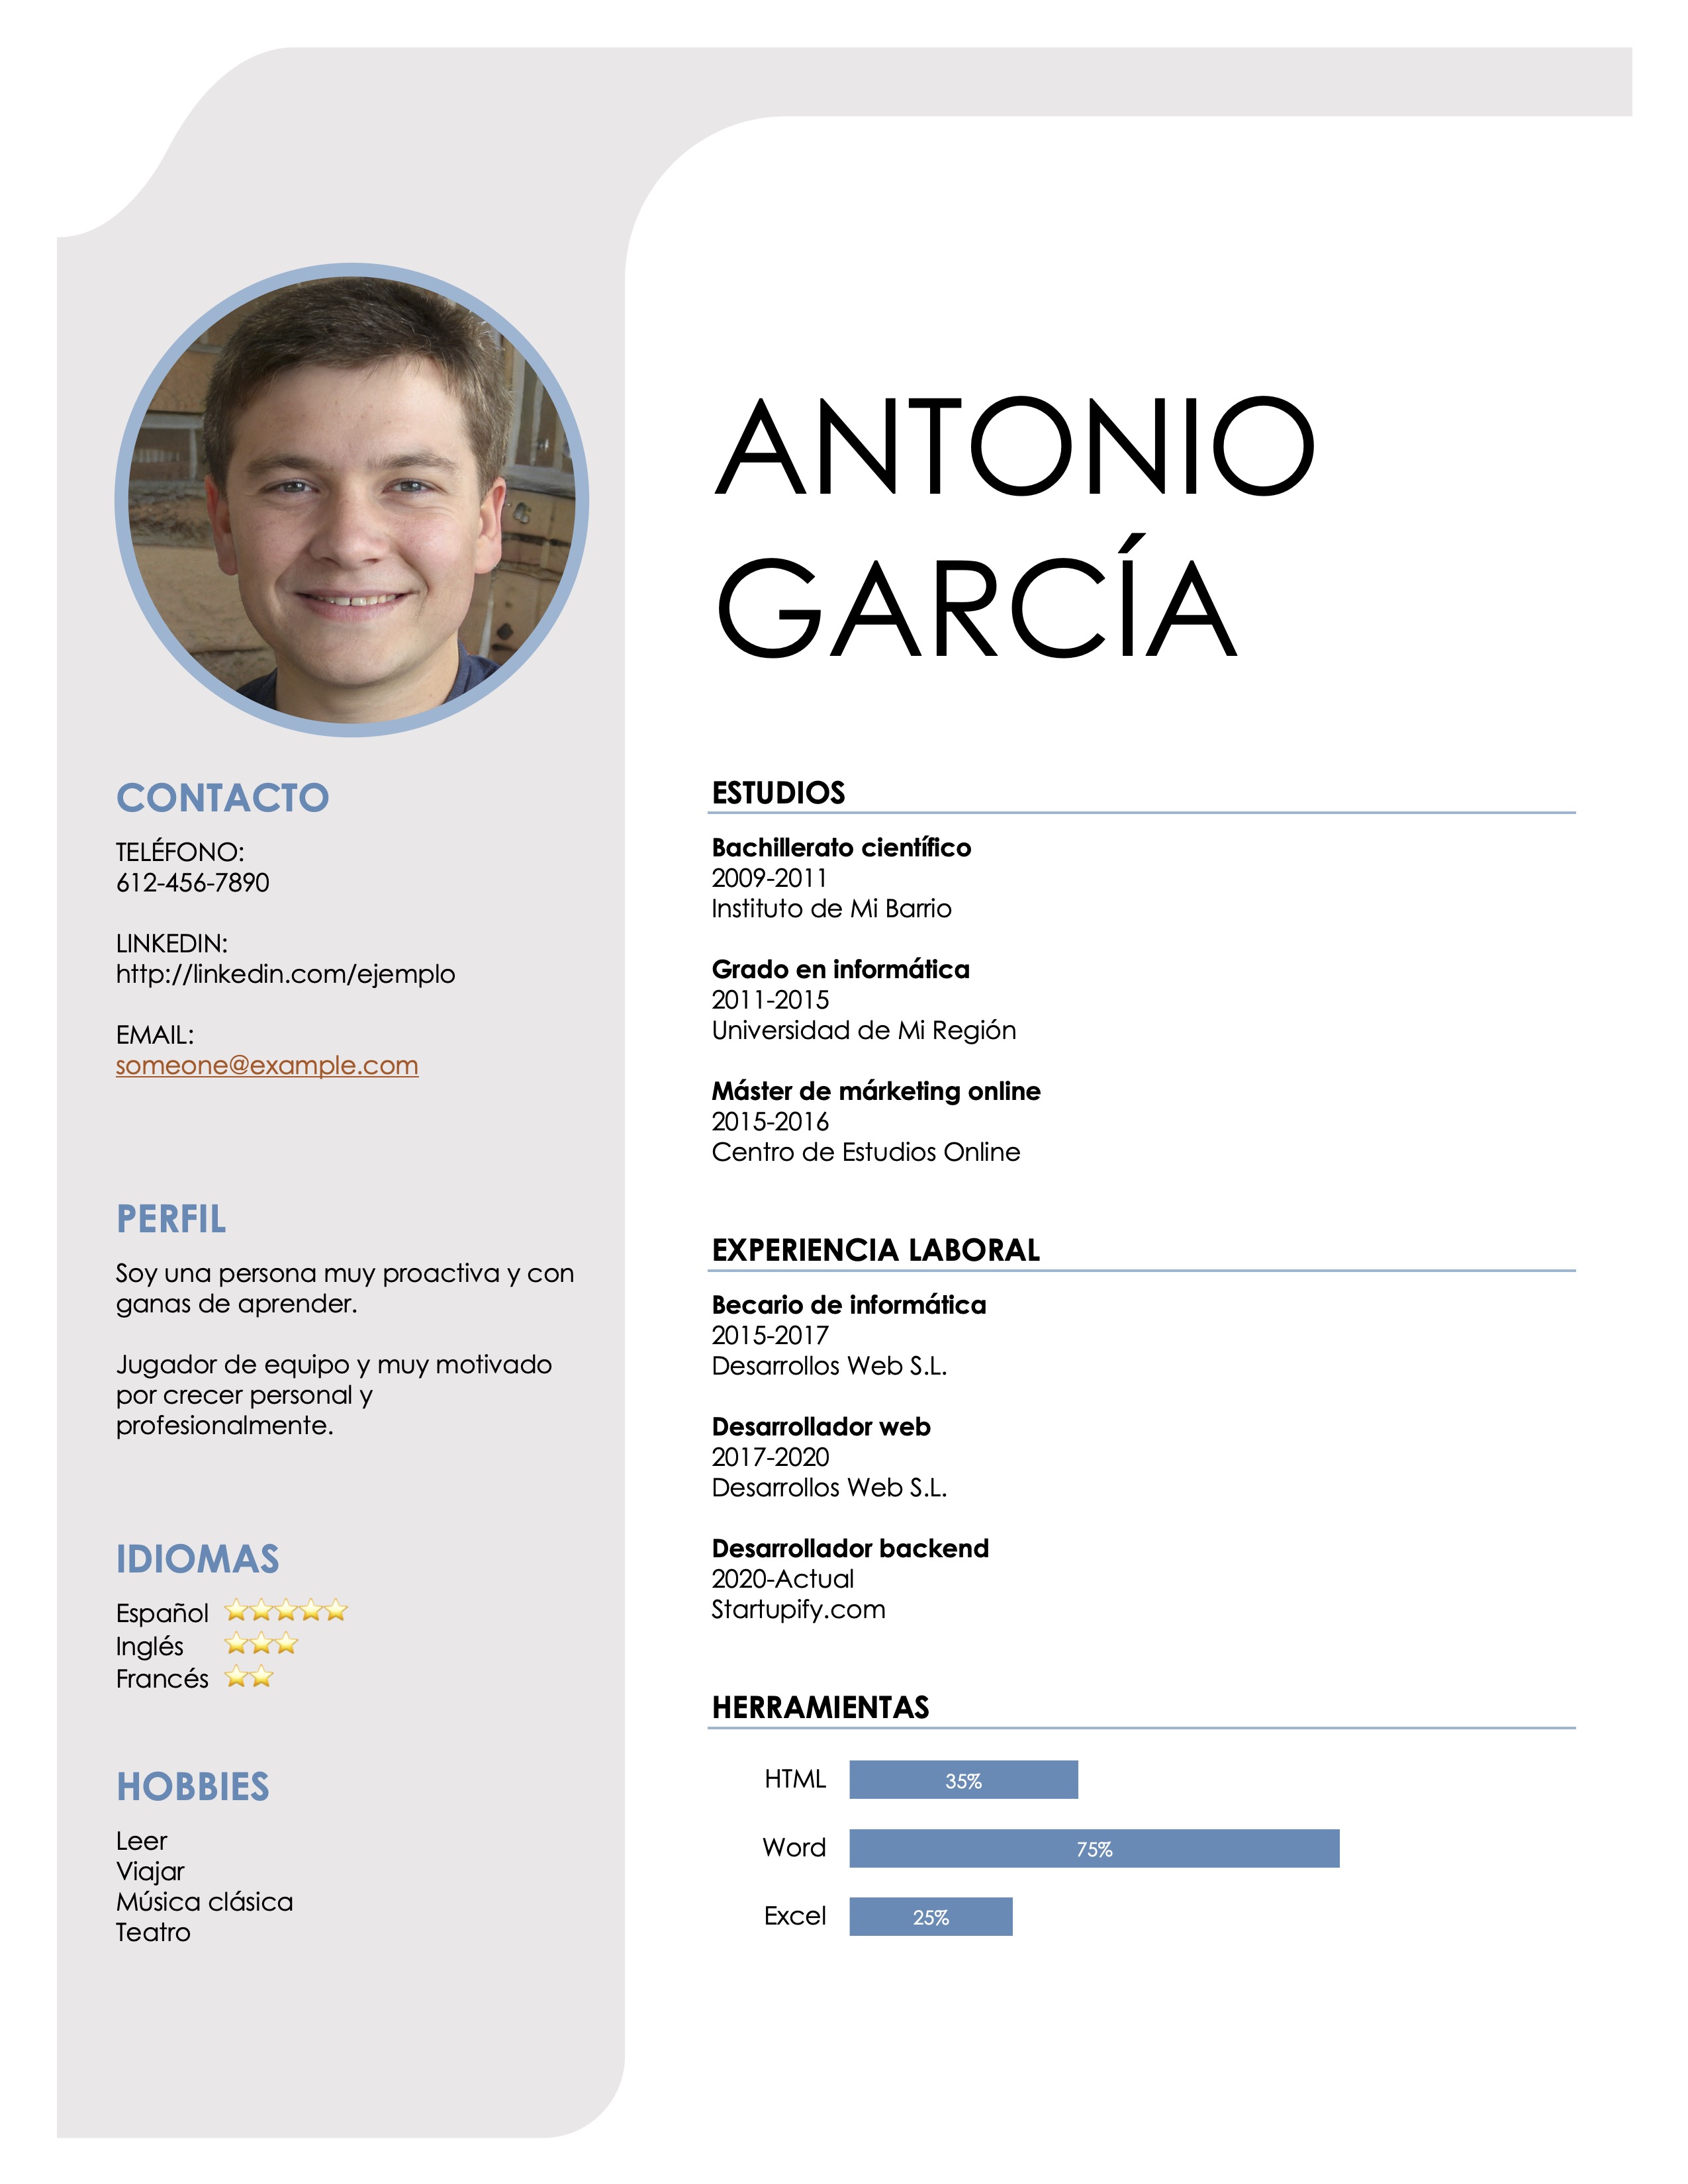 ANTONIO
GARCÍA
CONTACTO
TELÉFONO:
612-456-7890
LINKEDIN:
http://linkedin.com/ejemplo
EMAIL:
someone@example.com
PERFIL
Soy una persona muy proactiva y con
ganas de aprender.
Jugador de equipo y muy motivado
por crecer personal y
profesionalmente.
IDIOMAS
Español ⭐⭐⭐⭐⭐
Inglés ⭐⭐⭐
Francés ⭐⭐
HOBBIES
Leer
Viajar
Música clásica
Teatro
ESTUDIOS
Bachillerato científico
2009-2011
Instituto de Mi Barrio
Grado en informática
2011-2015
Universidad de Mi Región
Máster de márketing online
2015-2016
Centro de Estudios Online
EXPERIENCIA LABORAL
Becario de informática
2015-2017
Desarrollos Web S.L.
Desarrollador web
2017-2020
Desarrollos Web S.L.
Desarrollador backend
2020-Actual
Startupify.com
HERRAMIENTAS
HTML 35%
Word 75%
Excel 25%